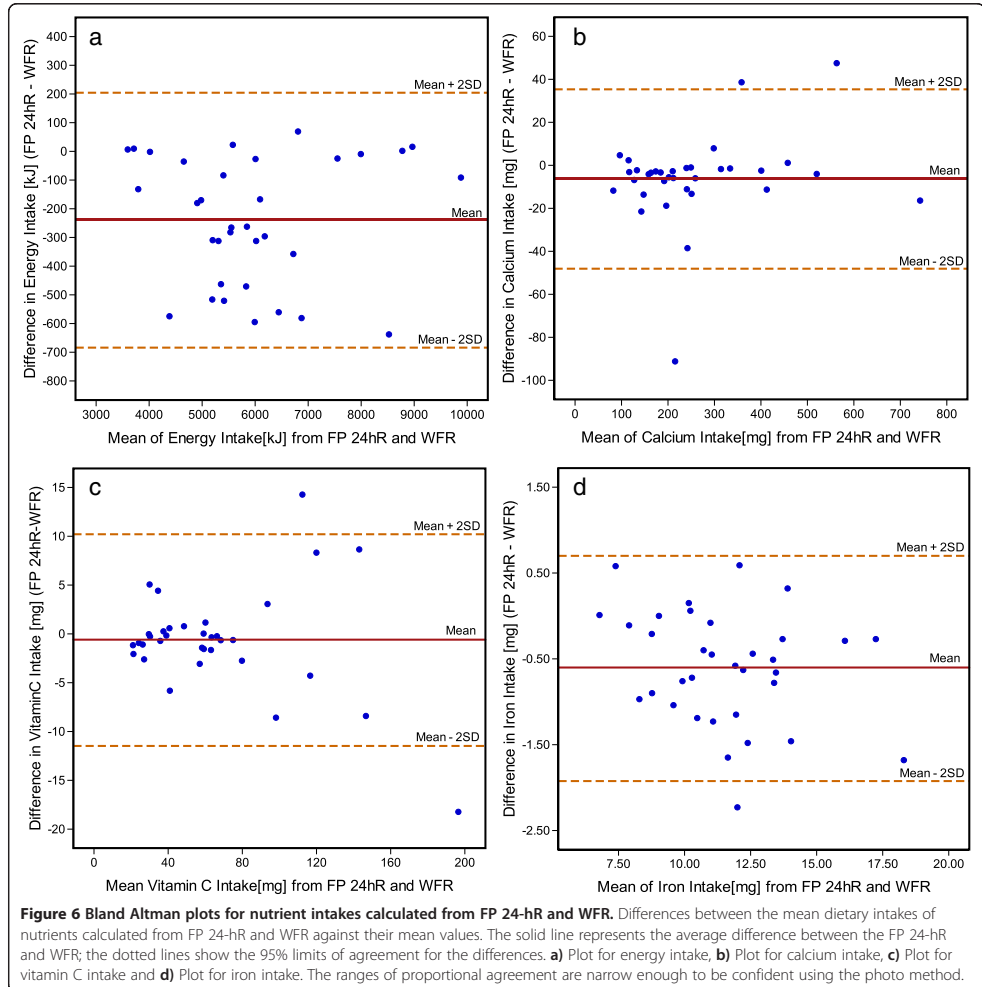 a
400
300
200
100
0
-100
-200
-300
-400
-500
-600
-700
-800
Mean + 2SD
Mean
Mean - 2SD
3000 4000 5000 6000 7000 8000 9000 10000
Difference in Energy Intake [kJ] (FP 24hR - WFR)
Mean of Energy Intake[kJ] from FP 24hR and WFR
b
60
40
20
0
-20
-40
-60
-80
-100
Mean + 2SD
Mean
Mean - 2SD
0 100 200 300 400 500 600 700 800
Difference in Calcium Intake [mg] (FP 24hR - WFR)
Mean of Calcium Intake[mg] from FP 24hR and WFR
c
15
10
5
0
-5
-10
-15
-20
Mean + 2SD
Mean
Mean - 2SD
0 40 80 120 160 200
Difference in VitaminC Intake [mg] (FP 24hR-WFR)
Mean Vitamin C Intake[mg] from FP 24hR and WFR
d
1.50
0.50
-0.50
-1.50
-2.50
Mean + 2SD
Mean
Mean - 2SD
7.50 10.00 12.50 15.00 17.50 20.00
Difference in Iron Intake [mg] (FP 24hR - WFR)
Mean of Iron Intake[mg] from FP 24hR and WFR
Figure 6 Bland Altman plots for nutrient intakes calculated from FP 24-hR and WFR. Differences between the mean dietary intakes of
nutrients calculated from FP 24-hR and WFR against their mean values. The solid line represents the average difference between the FP 24-hR
and WFR; the dotted lines show the 95% limits of agreement for the differences. a) Plot for energy intake, b) Plot for calcium intake, c) Plot for
vitamin C intake and d) Plot for iron intake. The ranges of proportional agreement are narrow enough to be confident using the photo method.